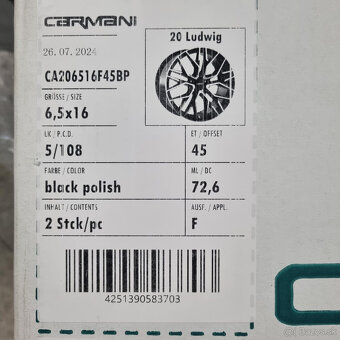 CARMANI
26.07.2024
20 Ludwig
CA206516F45BP
GRÖSSE / SIZE
6,5x16
LK / P.C.D.
5/108
ET / OFFSET
45
FARBE / COLOR
black polish
ML / DC
72,6
INHALT / CONTENTS
2 Stck/pc
AUSF. / APPL.
F
4251390583703